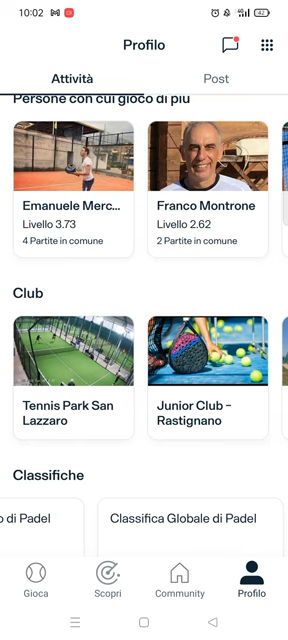 10:02
42
Profilo
Attività
Post
Persone con cui gioco di più
Emanuele Merc...
Franco Montrone
Livello 3.73
Livello 2.62
4 Partite in comune
2 Partite in comune
Club
Tennis Park San
Lazzaro
Junior Club –
Rastignano
Classifiche
o di Padel
Classifica Globale di Padel
Gioca
Scopri
Community
Profilo